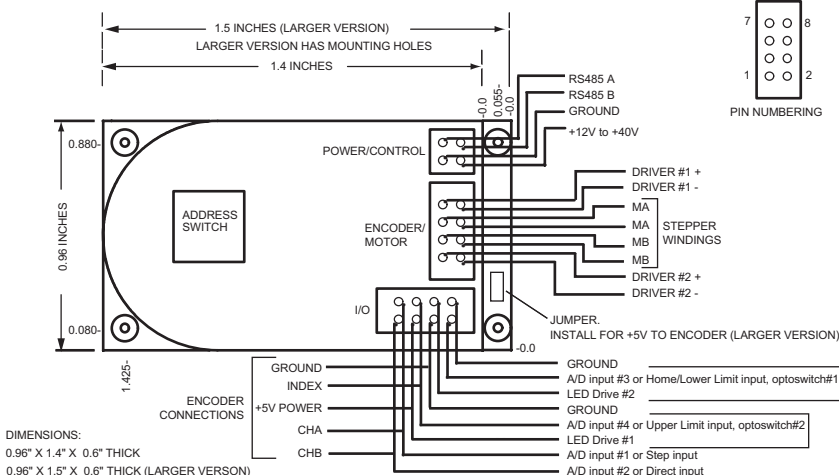 1.5 INCHES (LARGER VERSION)
LARGER VERSION HAS MOUNTING HOLES
1.4 INCHES
7 8
1 2
PIN NUMBERING
-0.0
0.055-
-0.0
RS485 A
RS485 B
GROUND
+12V to +40V
0.880-
POWER/CONTROL
0.96 INCHES
ADDRESS
SWITCH
ENCODER/
MOTOR
DRIVER #1 +
DRIVER #1 -
MA
MA
MB
MB
STEPPER
WINDINGS
DRIVER #2 +
DRIVER #2 -
I/O
0.080-
JUMPER.
INSTALL FOR +5V TO ENCODER (LARGER VERSION)
-0.0
1.425-
ENCODER
CONNECTIONS
GROUND
INDEX
+5V POWER
CHA
CHB
GROUND
A/D input #3 or Home/Lower Limit input, optoswitch#1
LED Drive #2
GROUND
A/D input #4 or Upper Limit input, optoswitch#2
LED Drive #1
A/D input #1 or Step input
A/D input #2 or Direct input
DIMENSIONS:
0.96" X 1.4" X 0.6" THICK
0.96" X 1.5" X 0.6" THICK (LARGER VERSON)